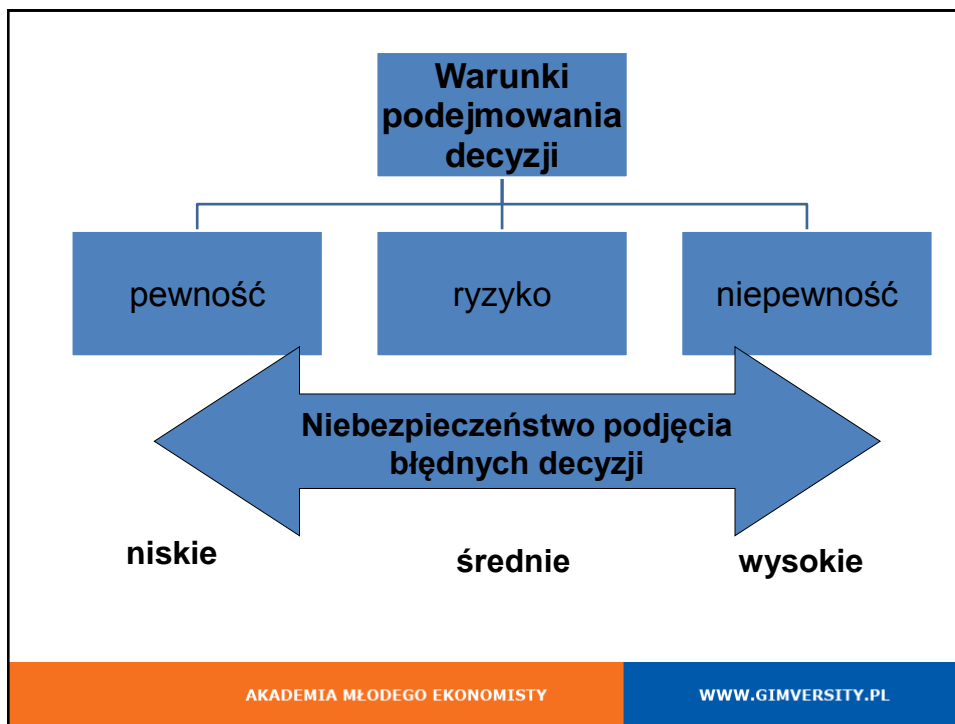 Warunki
podejmowania
decyzji
pewność
ryzyko
niepewność
Niebezpieczeństwo podjęcia
błędnych decyzji
niskie
średnie
wysokie
AKADEMIA MŁODEGO EKONOMISTY
WWW.GIMVERSITY.PL